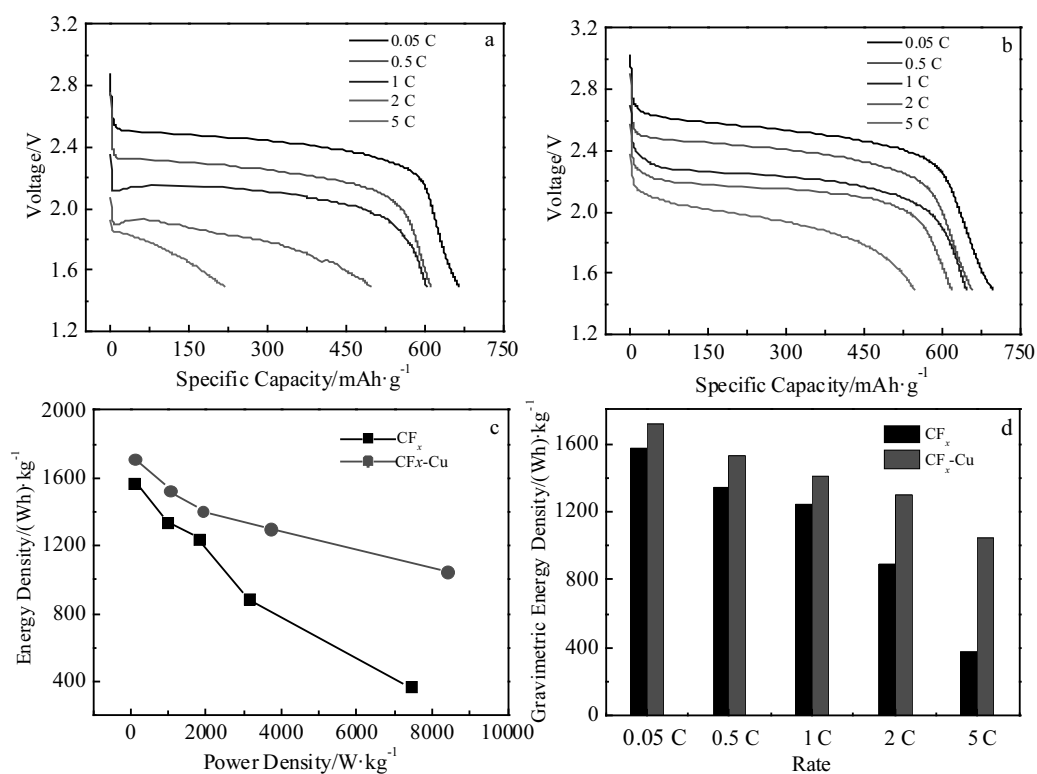 a
0.05 C
0.5 C
1 C
2 C
5 C
3.2
2.8
2.4
2.0
1.6
1.2
Voltage/V
0 150 300 450 600 750
Specific Capacity/mAh·g⁻¹
b
0.05 C
0.5 C
1 C
2 C
5 C
3.2
2.8
2.4
2.0
1.6
1.2
Voltage/V
0 150 300 450 600 750
Specific Capacity/mAh·g⁻¹
c
CFₓ
CFx-Cu
2000
1600
1200
800
400
Energy Density/(Wh)·kg⁻¹
0 2000 4000 6000 8000 10000
Power Density/W·kg⁻¹
d
CFₓ
CFₓ-Cu
1600
1200
800
400
0
Gravimetric Energy Density/(Wh)·kg⁻¹
0.05 C 0.5 C 1 C 2 C 5 C
Rate